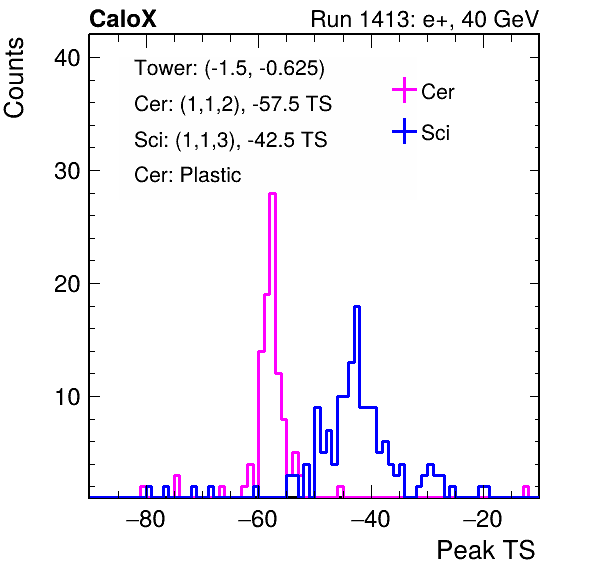 CaloX Run 1413: e+, 40 GeV
Counts
40
30
20
10
Tower: (-1.5, -0.625)
Cer: (1,1,2), -57.5 TS
Sci: (1,1,3), -42.5 TS
Cer: Plastic
Cer
Sci
−80 −60 −40 −20
Peak TS